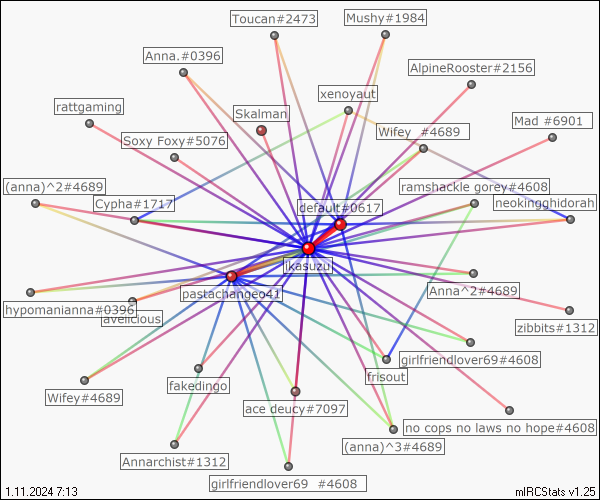 Toucan#2473
Mushy#1984
Anna.#0396
AlpineRooster#2156
xenoyaut
rattgaming
Skalman
Mad #6901
Wifey #4689
Soxy Foxy#5076
(anna)^2#4689
ramshackle gorey#4608
Cypha#1717
neokingghidorah
default#0617
ikasuzu
pastachangeo41
Anna^2#4689
hypomanianna#0396
avelicious
zibbits#1312
girlfriendlover69#4608
frisout
fakedingo
Wifey#4689
ace deucy#7097
no cops no laws no hope#4608
(anna)^3#4689
Annarchist#1312
girlfriendlover69 #4608
1.11.2024 7:13
mIRCStats v1.25